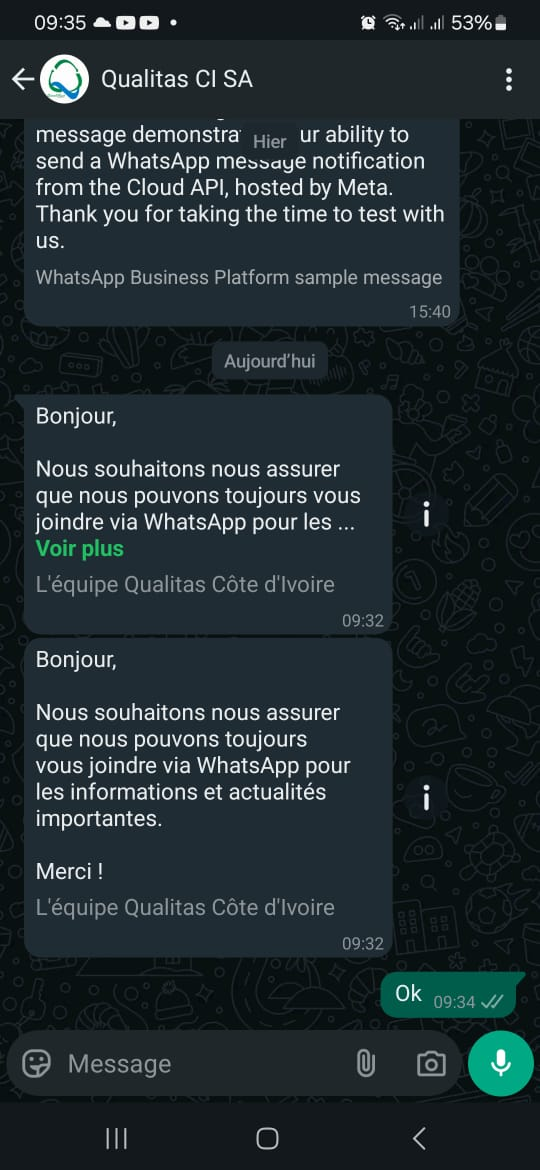 09:35
53%
Qualitas CI SA
Hier
message demonstra ur ability to
send a WhatsApp message notification
from the Cloud API, hosted by Meta.
Thank you for taking the time to test with
us.
WhatsApp Business Platform sample message
15:40
Aujourd'hui
Bonjour,
Nous souhaitons nous assurer
que nous pouvons toujours vous
joindre via WhatsApp pour les ...
Voir plus
L'équipe Qualitas Côte d'Ivoire
09:32
Bonjour,
Nous souhaitons nous assurer
que nous pouvons toujours
vous joindre via WhatsApp pour
les informations et actualités
importantes.
Merci !
L'équipe Qualitas Côte d'Ivoire
09:32
Ok 09:34
Message